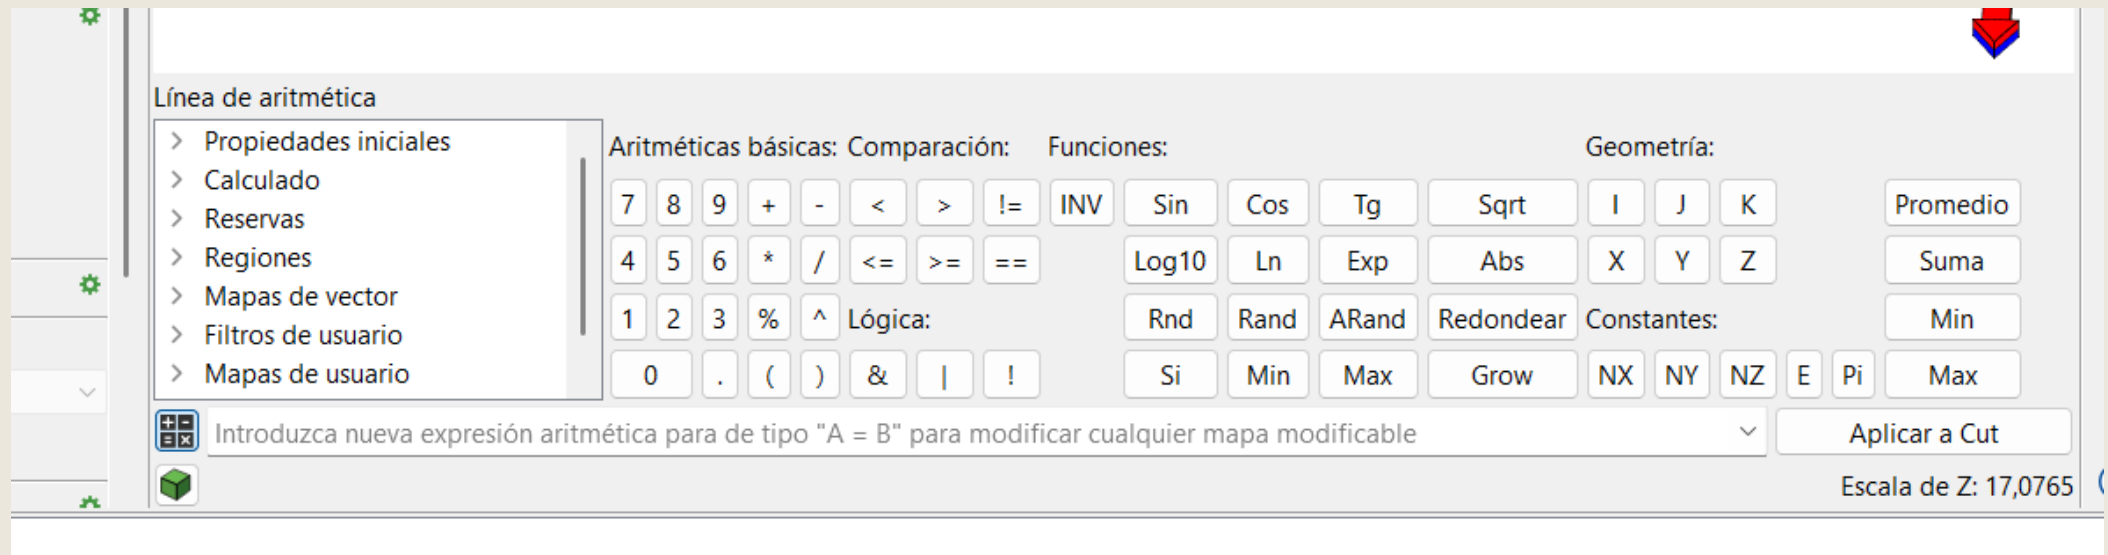 Línea de aritmética
Propiedades iniciales
Calculado
Reservas
Regiones
Mapas de vector
Filtros de usuario
Mapas de usuario
Aritméticas básicas: Comparación: Funciones: Geometría:
7 8 9 + - < > != INV Sin Cos Tg Sqrt I J K Promedio
4 5 6 * / <= >= == Log10 Ln Exp Abs X Y Z Suma
1 2 3 % ^ Lógica: Rnd Rand ARand Redondear Constantes: Min
0 . ( ) & | ! Si Min Max Grow NX NY NZ E Pi Max
Introduzca nueva expresión aritmética para de tipo "A = B" para modificar cualquier mapa modificable
Aplicar a Cut
Escala de Z: 17,0765